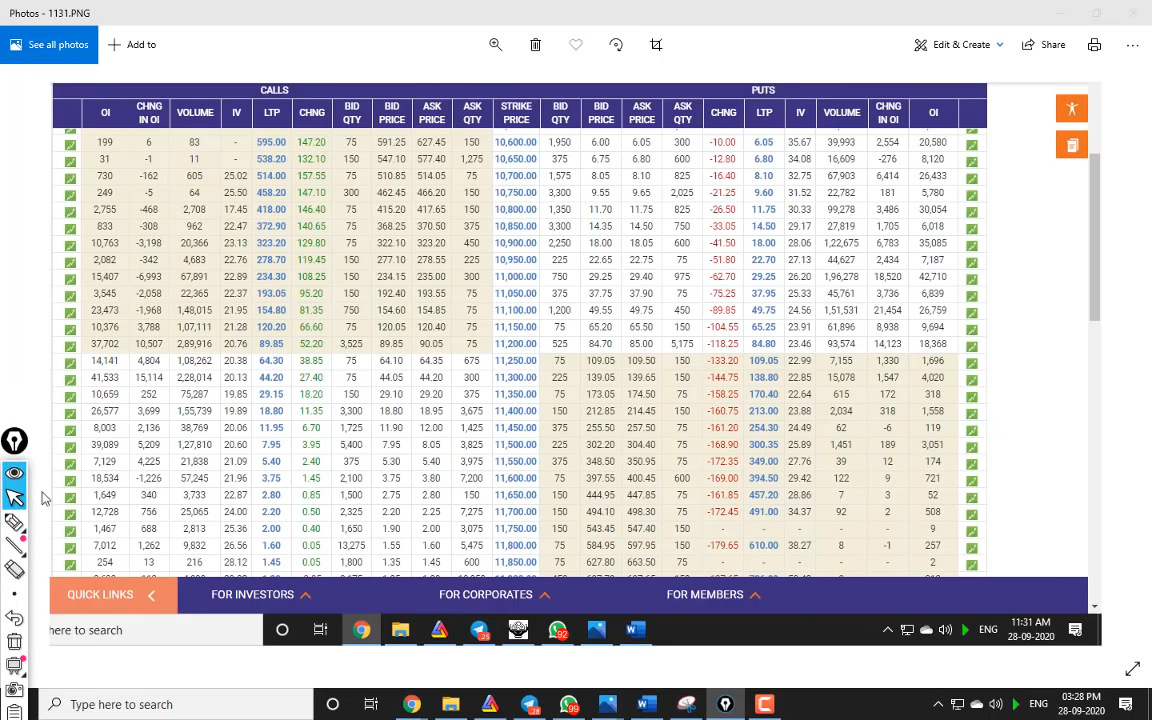 Photos - 1131.PNG
See all photos + Add to Edit & Create Share
CALLS PUTS
OI CHNG IN OI VOLUME IV LTP CHNG BID QTY BID PRICE ASK PRICE ASK QTY STRIKE PRICE BID QTY BID PRICE ASK PRICE ASK QTY CHNG LTP IV VOLUME CHNG IN OI OI
199 6 83 - 595.00 147.20 75 591.25 627.45 150 10,600.00 1,950 6.00 6.05 300 -10.00 6.05 35.67 39,993 2,554 20,580
31 -1 11 - 538.20 132.10 150 547.10 577.40 1,275 10,650.00 375 6.75 6.80 600 -12.80 6.80 34.08 16,609 -276 8,120
730 -162 605 25.02 514.00 157.55 75 510.85 514.05 75 10,700.00 1,575 8.05 8.10 825 -16.40 8.10 32.75 67,903 6,414 26,433
249 -5 64 25.50 458.20 147.10 300 462.45 466.20 150 10,750.00 3,300 9.55 9.65 2,025 -21.25 9.60 31.52 22,782 181 5,780
2,755 -468 2,708 17.45 418.00 146.40 75 415.20 417.65 150 10,800.00 1,350 11.70 11.75 825 -26.50 11.75 30.33 99,278 3,486 30,054
833 -308 962 22.47 372.90 140.65 75 368.25 370.50 375 10,850.00 3,300 14.35 14.50 750 -33.05 14.50 29.17 27,819 1,705 6,018
10,763 -3,198 20,366 23.13 323.20 129.80 75 322.10 323.20 450 10,900.00 2,250 18.00 18.05 600 -41.50 18.00 28.06 1,22,675 6,783 35,085
2,082 -342 4,683 22.76 278.70 119.45 150 277.10 278.55 225 10,950.00 225 22.65 22.75 75 -51.80 22.70 27.13 44,627 2,434 7,187
15,407 -6,993 67,891 22.89 234.30 108.25 150 234.15 235.00 300 11,000.00 750 29.25 29.40 975 -62.70 29.25 26.20 1,96,278 18,520 42,710
3,545 -2,058 22,365 22.37 193.05 95.20 150 192.40 193.55 75 11,050.00 375 37.75 37.90 75 -75.25 37.95 25.33 45,761 3,736 6,839
23,473 -1,968 1,48,015 21.95 154.80 81.35 750 154.60 154.85 75 11,100.00 1,200 49.55 49.75 450 -89.85 49.75 24.56 1,51,531 21,454 26,759
10,376 3,788 1,07,111 21.28 120.20 66.60 150 120.05 120.40 75 11,150.00 75 65.20 65.50 150 -104.55 65.25 23.91 61,896 8,938 9,694
37,702 10,507 2,89,916 20.76 89.85 52.20 3,525 89.85 90.05 75 11,200.00 525 84.70 85.00 5,175 -118.25 84.80 23.46 93,574 14,123 18,368
14,141 4,804 1,08,262 20.38 64.30 38.85 75 64.10 64.35 675 11,250.00 75 109.05 109.50 150 -133.20 109.05 22.99 7,155 1,330 1,696
41,533 15,114 2,28,014 20.13 44.20 27.40 75 44.05 44.20 375 11,300.00 225 139.05 139.65 150 -144.75 138.80 22.85 15,078 1,547 4,020
10,659 252 75,287 19.85 29.15 18.20 150 29.10 29.20 375 11,350.00 75 173.05 174.50 150 -158.25 170.40 22.64 615 172 318
26,577 3,699 1,55,739 19.89 18.80 11.35 3,300 18.80 18.95 3,675 11,400.00 150 212.85 214.45 150 -160.75 213.00 23.88 2,034 318 1,558
8,003 2,136 38,769 20.06 11.95 6.70 1,725 11.90 12.00 1,425 11,450.00 375 255.50 257.50 75 -161.20 254.30 24.49 62 -6 119
39,089 5,209 1,27,810 20.60 7.95 3.95 5,400 7.95 8.05 3,825 11,500.00 225 302.20 304.40 75 -168.90 300.35 25.89 1,451 189 3,051
7,129 4,225 21,838 21.09 5.40 2.40 375 5.30 5.40 3,975 11,550.00 150 348.50 350.95 75 -172.35 349.00 27.76 39 12 174
18,534 -1,226 57,245 21.96 3.75 1.45 2,100 3.75 3.80 7,200 11,600.00 75 397.55 400.45 600 -169.00 394.50 29.42 122 9 721
1,649 340 3,733 22.87 2.80 0.85 1,500 2.75 2.80 150 11,650.00 150 444.95 447.85 75 -161.85 457.20 28.86 7 3 52
12,728 756 25,065 24.00 2.20 0.50 2,325 2.20 2.25 7,275 11,700.00 150 494.10 498.30 75 -172.45 491.00 34.37 92 2 508
1,467 688 2,813 25.36 2.00 0.40 1,650 1.90 2.00 3,075 11,750.00 150 543.45 547.40 150 - - - - - 9
7,012 1,262 9,832 26.56 1.60 0.05 13,275 1.55 1.60 5,475 11,800.00 75 584.95 597.95 150 -179.65 610.00 38.27 8 -1 257
254 13 216 28.12 1.45 0.05 1,800 1.35 1.45 600 11,850.00 75 627.80 663.50 75 - - - - - 2
QUICK LINKS FOR INVESTORS FOR CORPORATES FOR MEMBERS
here to search 25 92 ENG 11:31 AM
28-09-2020
Type here to search 28 99 ENG 03:28 PM
28-09-2020